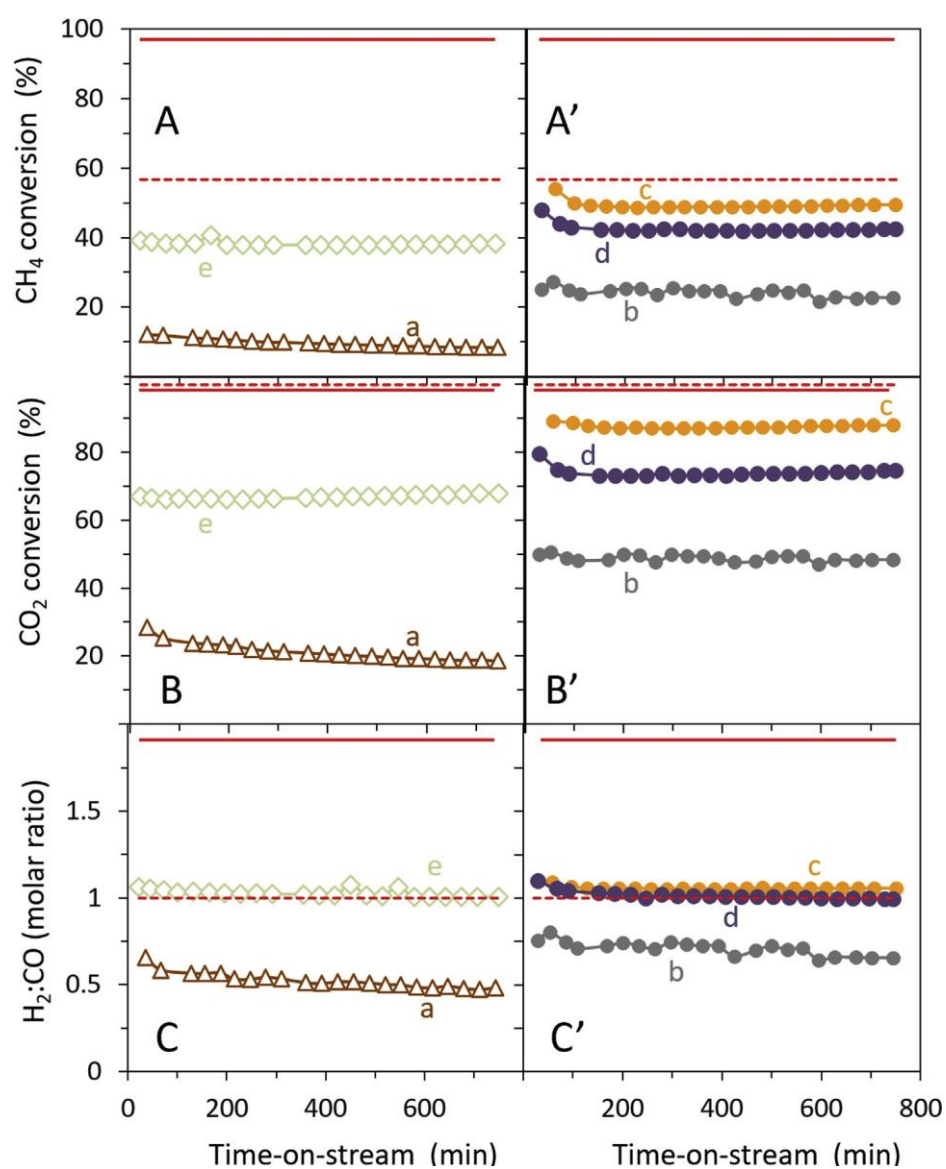 CH₄ conversion (%)
100
80
60
40
20
A
e
a
A’
c
d
b
CO₂ conversion (%)
80
60
40
20
e
a
B
c
d
b
B’
H₂:CO (molar ratio)
1.5
1
0.5
0
e
a
C
c
d
b
C’
0 200 400 600
200 400 600 800
Time-on-stream (min)
Time-on-stream (min)